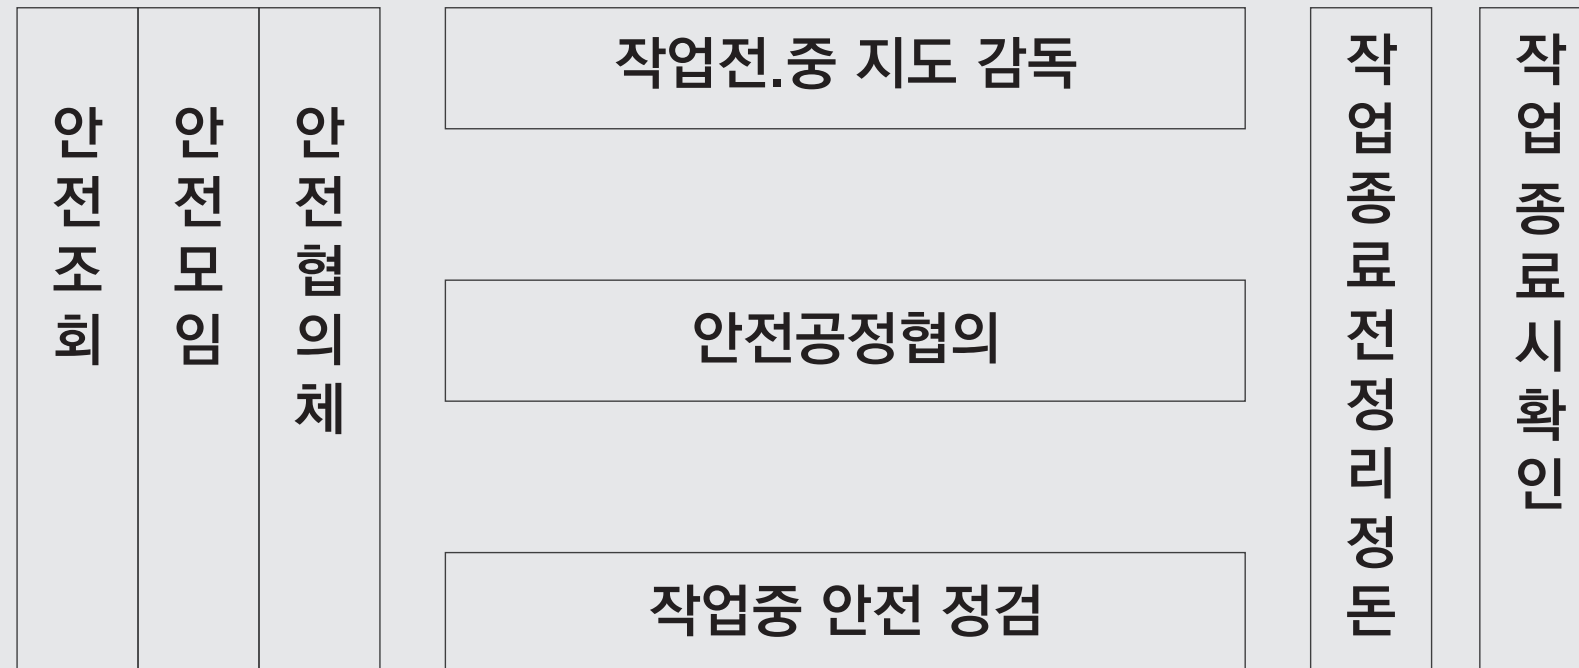 안전조회
안전모임
안전협의체
작업전.중 지도 감독
안전공정협의
작업중 안전 정검
작업종료 전정리정돈
작업 종료시확인